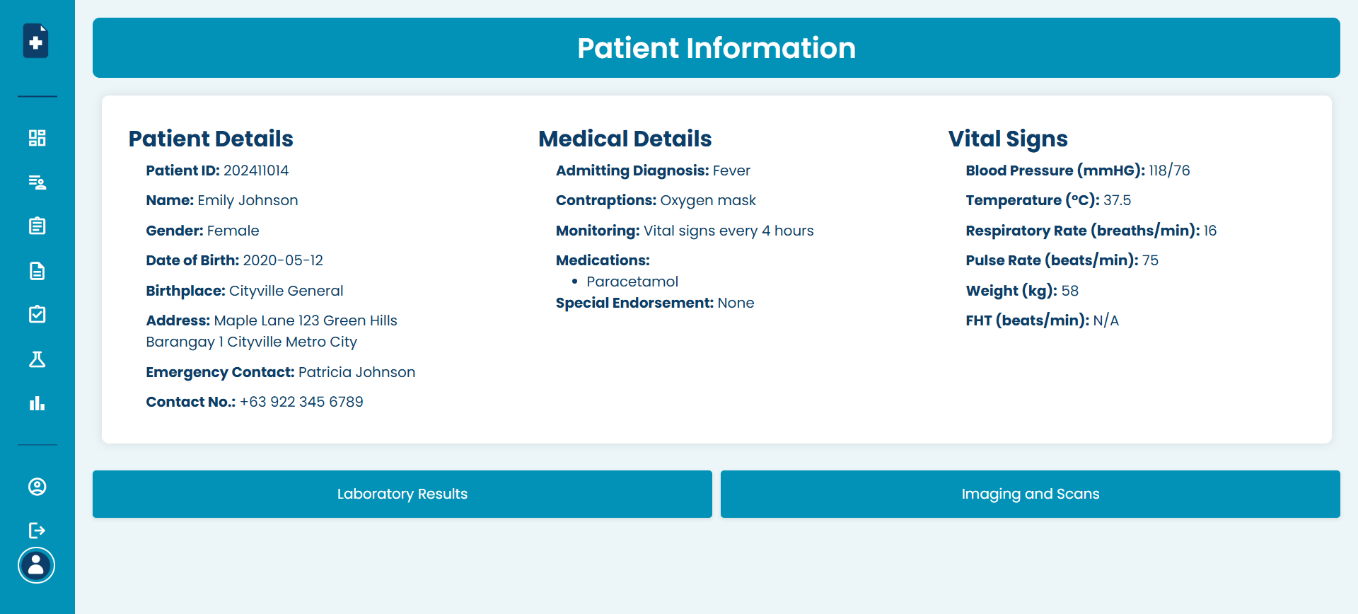 Patient Information
Patient Details
Patient ID: 202411014
Name: Emily Johnson
Gender: Female
Date of Birth: 2020-05-12
Birthplace: Cityville General
Address: Maple Lane 123 Green Hills
Barangay 1 Cityville Metro City
Emergency Contact: Patricia Johnson
Contact No.: +63 922 345 6789
Medical Details
Admitting Diagnosis: Fever
Contraptions: Oxygen mask
Monitoring: Vital signs every 4 hours
Medications:
• Paracetamol
Special Endorsement: None
Vital Signs
Blood Pressure (mmHG): 118/76
Temperature (°C): 37.5
Respiratory Rate (breaths/min): 16
Pulse Rate (beats/min): 75
Weight (kg): 58
FHT (beats/min): N/A
Laboratory Results
Imaging and Scans